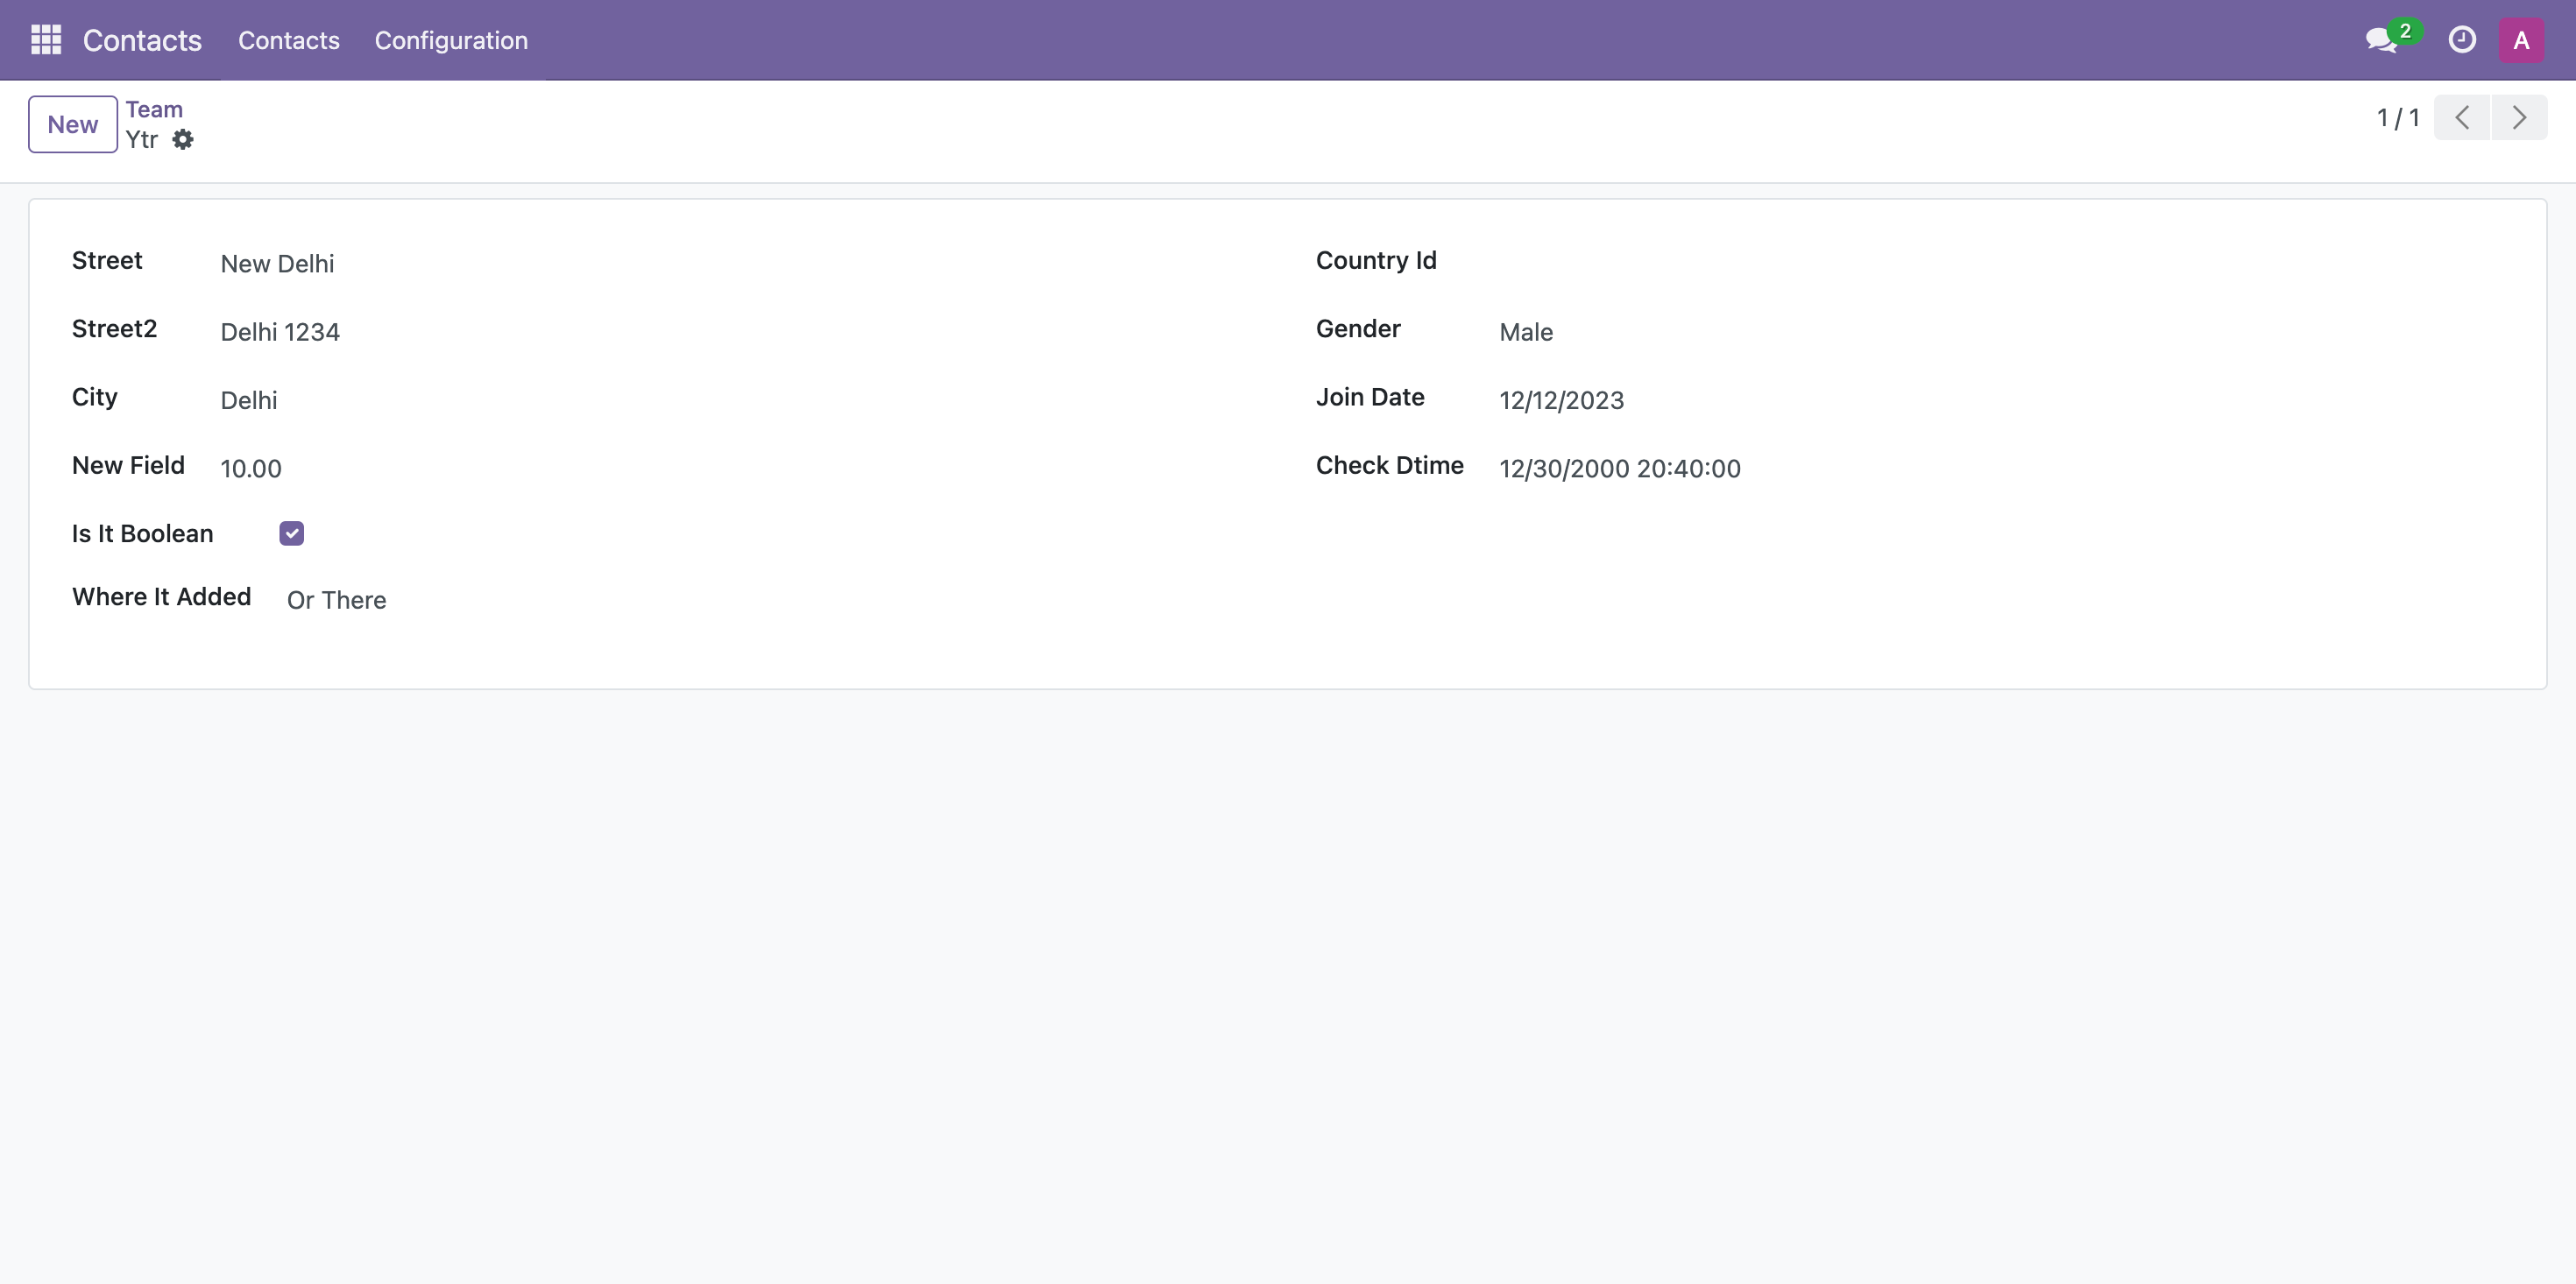 Contacts Contacts Configuration 2 A
New Team 1 / 1
Ytr
Street New Delhi
Street2 Delhi 1234
City Delhi
New Field 10.00
Is It Boolean
Where It Added Or There
Country Id
Gender Male
Join Date 12/12/2023
Check Dtime 12/30/2000 20:40:00